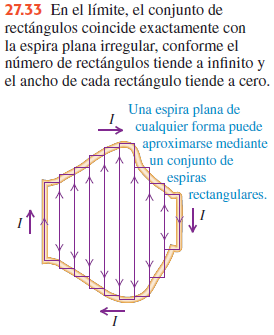 27.33 En el límite, el conjunto de
rectángulos coincide exactamente con
la espira plana irregular, conforme el
número de rectángulos tiende a infinito y
el ancho de cada rectángulo tiende a cero.
Una espira plana de
cualquier forma puede
aproximarse mediante
un conjunto de
espiras
rectangulares.
I
I
I
I